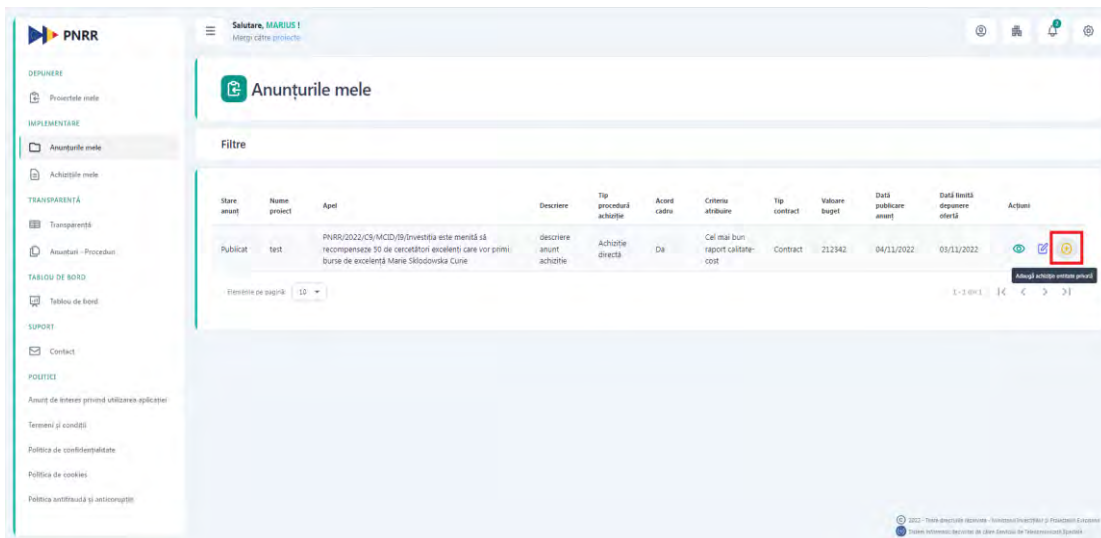 PNRR
Salutare, MARIUS !
Mergi către proiecte
2
DEPUNERE
Proiectele mele
IMPLEMENTARE
Anunțurile mele
Achizițiile mele
TRANSPARENȚĂ
Transparență
Anunturi - Proceduri
TABLOU DE BORD
Tablou de bord
SUPORT
Contact
POLITICI
Anunț de interes privind utilizarea aplicației
Termeni și condiții
Politica de confidențialitate
Politica de cookies
Politica antifraudă și anticorupție
Anunțurile mele
Filtre
Stare anunț
Nume proiect
Apel
Descriere
Tip procedură achiziție
Acord cadru
Criteriu atribuire
Tip contract
Valoare buget
Dată publicare anunț
Dată limită depunere ofertă
Acțiuni
Publicat
test
PNRR/2022/C9/MCID/I9/Investiția este menită să
recompenseze 50 de cercetători excelenți care vor primi
burse de excelență Marie Sklodowska Curie
descriere
anunt
achizitie
Achiziție
directă
Da
Cel mai bun
raport calitate-
cost
Contract
212342
04/11/2022
03/11/2022
Adaugă achiziție entitate privată
Elemente pe pagină: 10
1 - 1 din 1